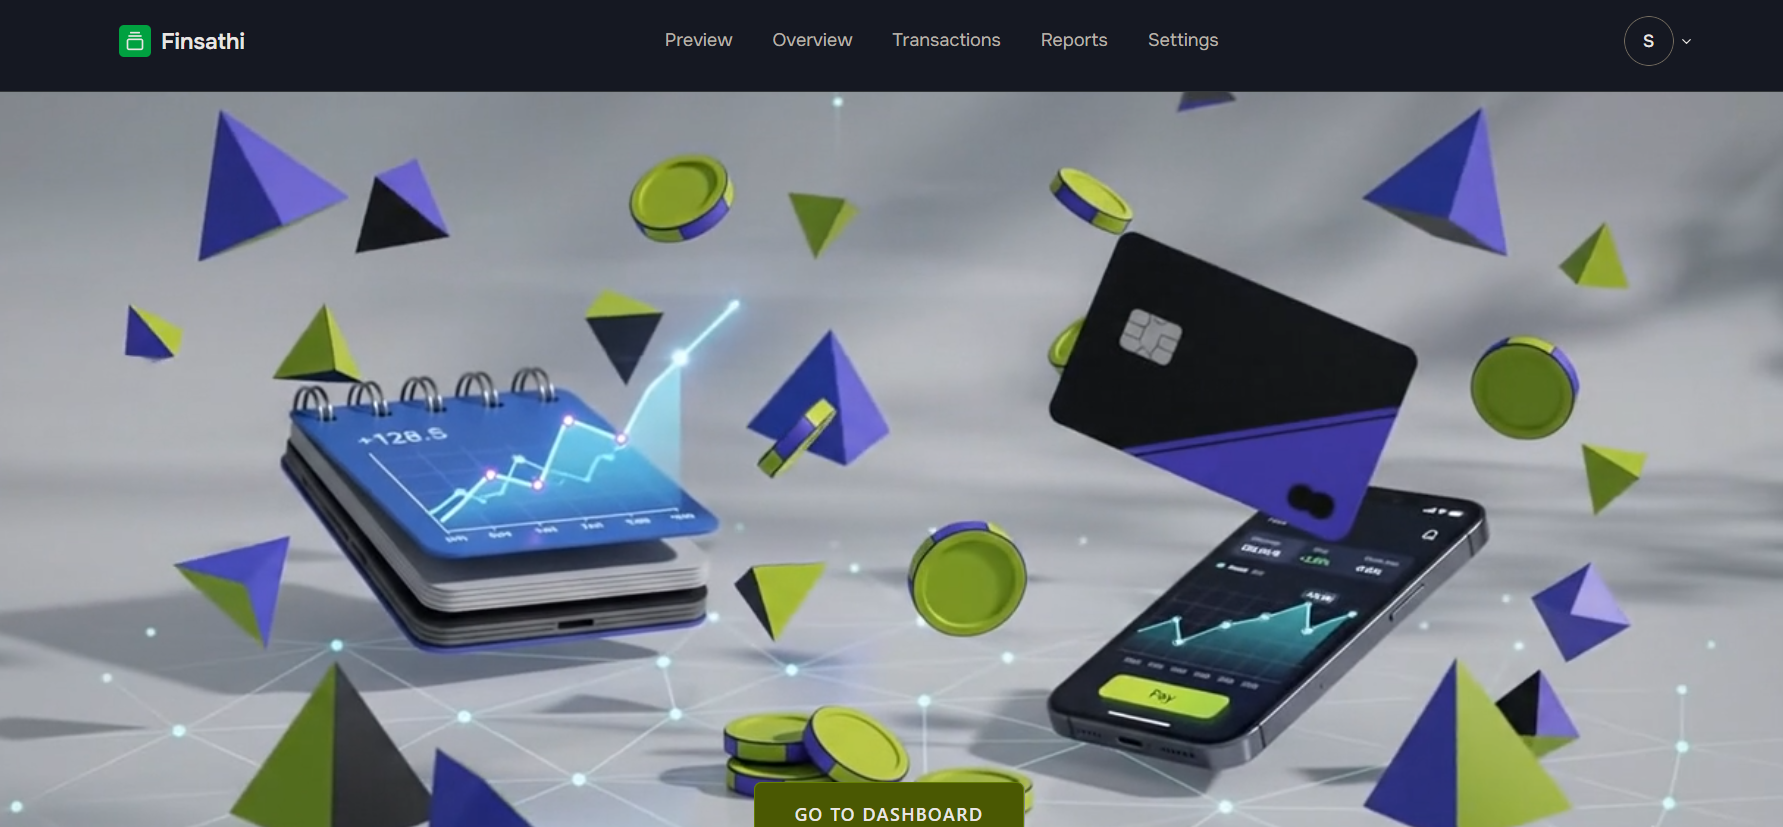 Finsathi
Preview
Overview
Transactions
Reports
Settings
S
+128.5
Pay
GO TO DASHBOARD